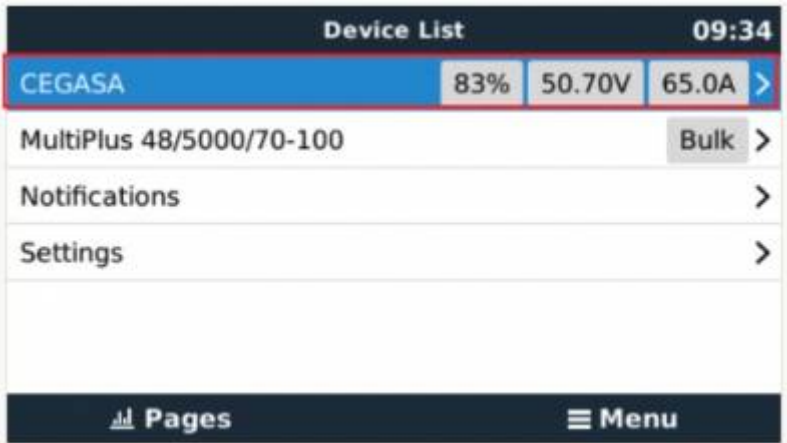 Device List 09:34
CEGASA 83% 50.70V 65.0A
MultiPlus 48/5000/70-100 Bulk
Notifications
Settings
Pages Menu